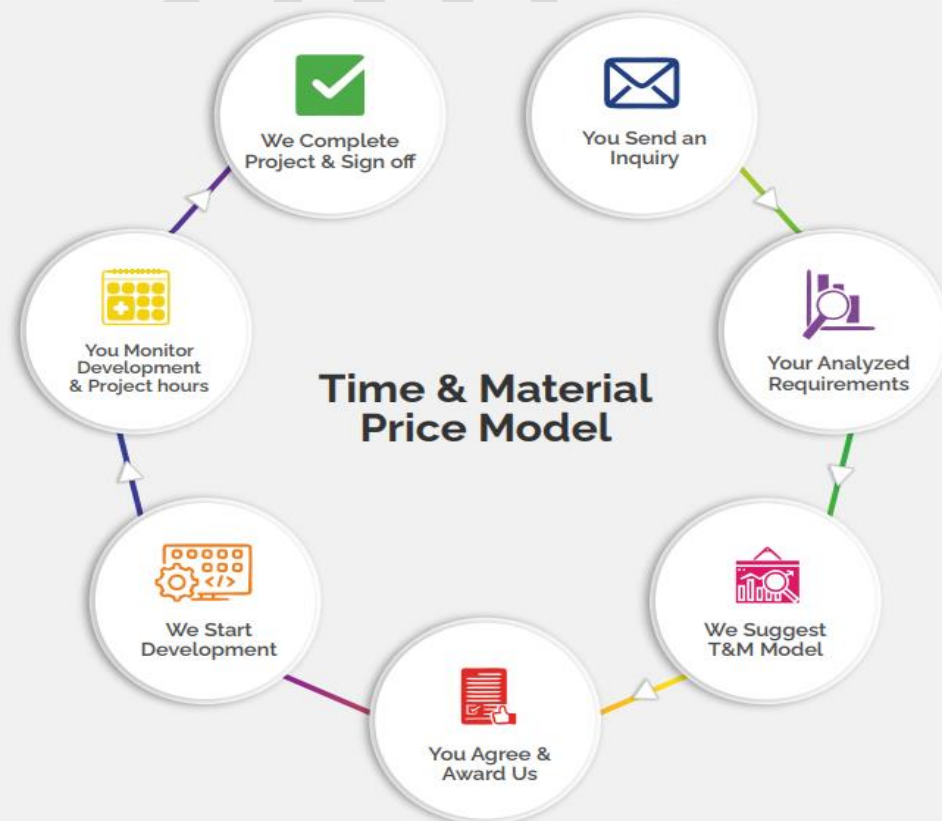 We Complete
Project & Sign off
You Send an
Inquiry
You Monitor
Development
& Project hours
Your Analyzed
Requirements
Time & Material
Price Model
We Start
Development
</>
We Suggest
T&M Model
You Agree &
Award Us